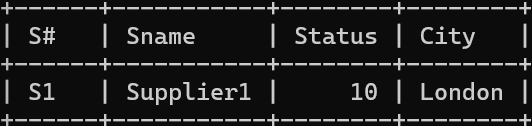 | S# | Sname | Status | City |
| S1 | Supplier1 | 10 | London |